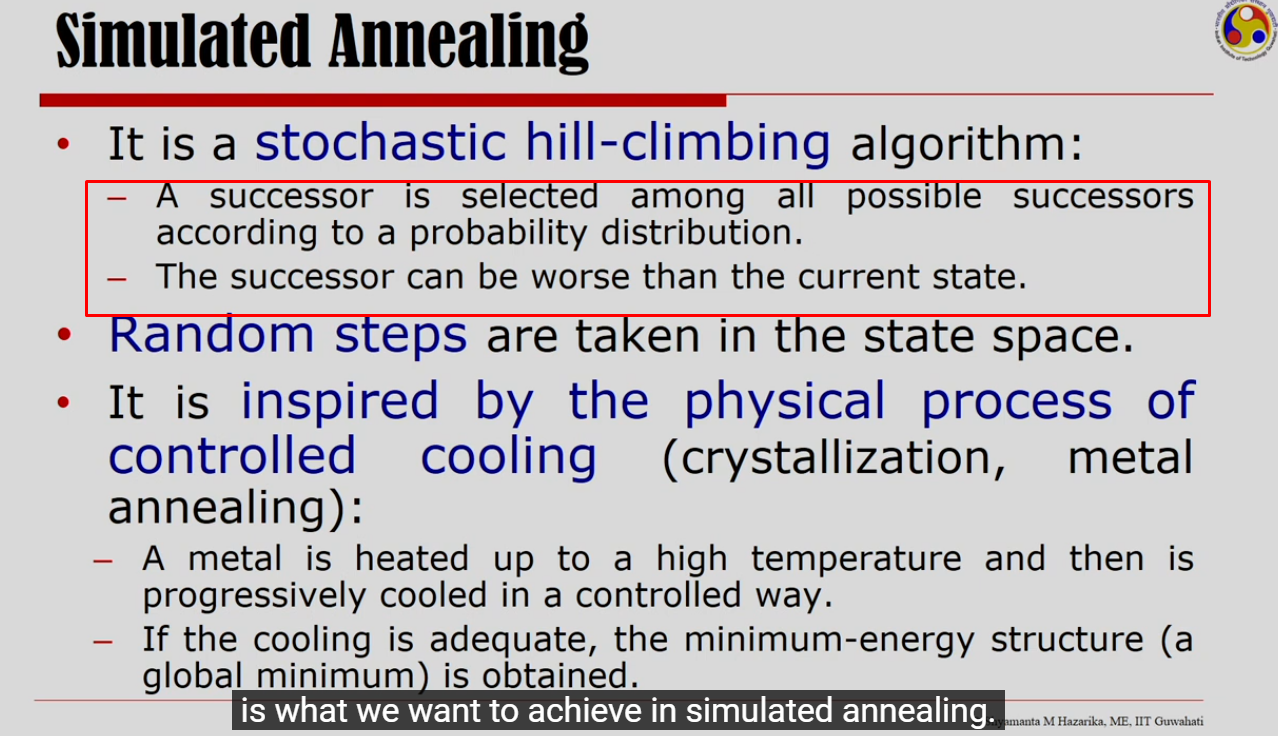 Simulated Annealing
• It is a stochastic hill-climbing algorithm:
– A successor is selected among all possible successors
according to a probability distribution.
– The successor can be worse than the current state.
• Random steps are taken in the state space.
• It is inspired by the physical process of
controlled cooling (crystallization, metal
annealing):
– A metal is heated up to a high temperature and then is
progressively cooled in a controlled way.
– If the cooling is adequate, the minimum-energy structure (a
global minimum) is obtained.
is what we want to achieve in simulated annealing.
M Hazarika, ME, IIT Guwahati